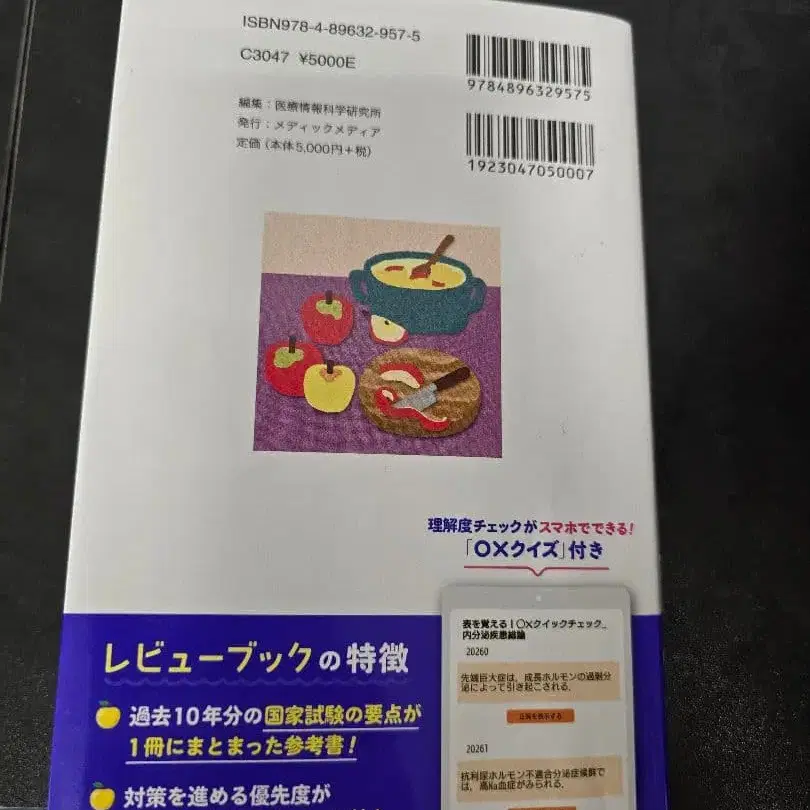 ISBN978-4-89632-957-5
C3047 ¥5000E
9784896329575
編集：医療情報科学研究所
発行：メディックメディア
定価（本体5,000円＋税）
1923047050007
理解度チェックがスマホでできる！
「○×クイズ」付き
表を覚える！○×クイックチェック_
内分泌疾患総論
20260
先端巨大症は，成長ホルモンの過剰分
泌によって引き起こされる．
正解を表示する
20261
抗利尿ホルモン不適合分泌症候群で
は，高Na血症がみられる．
レビューブックの特徴
過去10年分の国家試験の要点が
1冊にまとまった参考書！
対策を進める優先度が